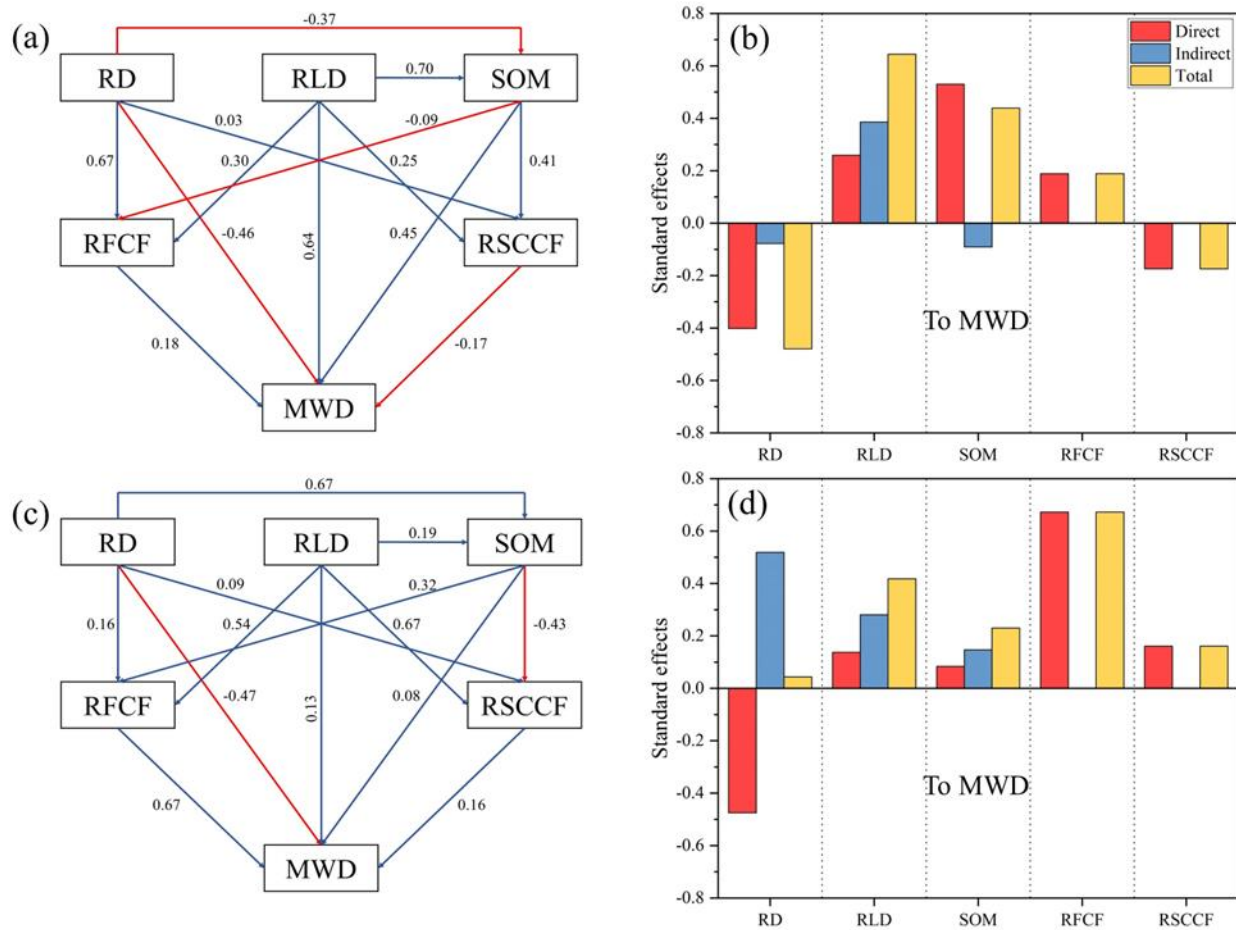 (a)
-0.37
RD
RLD
SOM
0.70
0.03
-0.09
0.67
0.30
0.25
0.41
RFCF
RSCCF
-0.46
0.64
0.45
0.18
-0.17
MWD
(b)
Standard effects
0.8
0.6
0.4
0.2
0.0
-0.2
-0.4
-0.6
-0.8
Direct
Indirect
Total
To MWD
RD RLD SOM RFCF RSCCF
(c)
0.67
RD
RLD
SOM
0.19
0.09
0.32
0.16
0.54
0.67
-0.43
RFCF
RSCCF
-0.47
0.13
0.08
0.67
0.16
MWD
(d)
Standard effects
0.8
0.6
0.4
0.2
0.0
-0.2
-0.4
-0.6
-0.8
To MWD
RD RLD SOM RFCF RSCCF